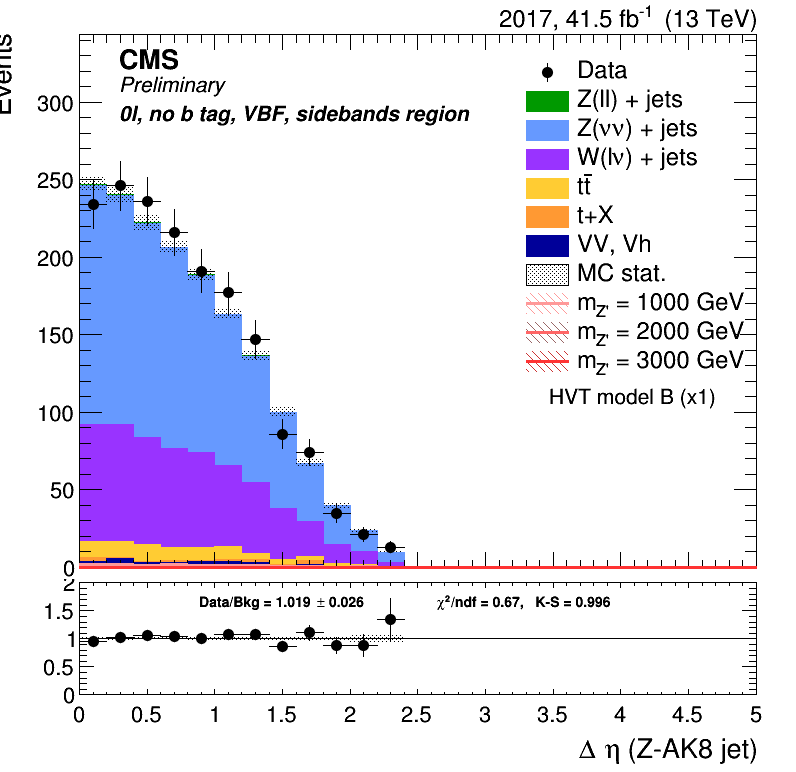 2017, 41.5 fb⁻¹ (13 TeV)
Events
CMS
Preliminary
0l, no b tag, VBF, sidebands region
Data
Z(ll) + jets
Z(νν) + jets
W(lν) + jets
tt̄
t+X
VV, Vh
MC stat.
m_Z' = 1000 GeV
m_Z' = 2000 GeV
m_Z' = 3000 GeV
HVT model B (x1)
300
250
200
150
100
50
0
2
1.5
1
0.5
0
Data/Bkg = 1.019 ± 0.026
χ²/ndf = 0.67, K-S = 0.996
0 0.5 1 1.5 2 2.5 3 3.5 4 4.5 5
Δ η (Z-AK8 jet)